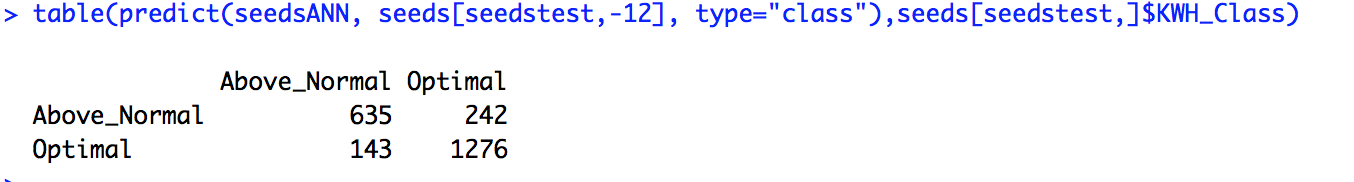 > table(predict(seedsANN, seeds[seedstest,-12], type="class"),seeds[seedstest,]$KWH_Class)
Above_Normal Optimal
Above_Normal 635 242
Optimal 143 1276
>